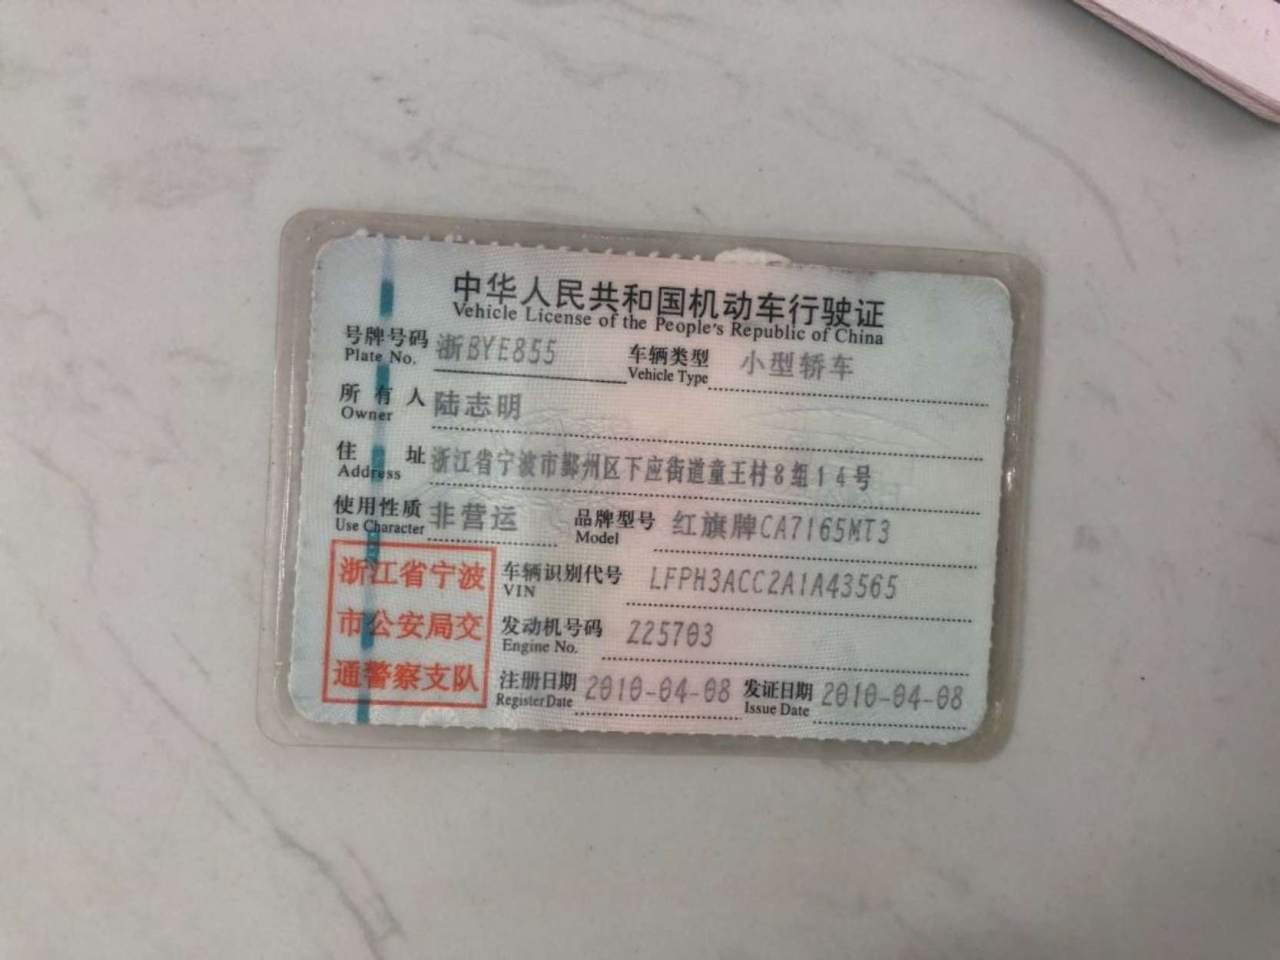 中华人民共和国机动车行驶证
Vehicle License of the People's Republic of China
号牌号码 浙BYE855 车辆类型 小型轿车
Plate No. Vehicle Type
所有人 陆志明
Owner
住址 浙江省宁波市鄞州区下应街道童王村8组14号
Address
使用性质 非营运 品牌型号 红旗牌CA7165MT3
Use Character Model
浙江省宁波
市公安局交
通警察支队
车辆识别代号 LFPH3ACC2A1A43565
VIN
发动机号码 Z25703
Engine No.
注册日期 2010-04-08 发证日期 2010-04-08
Register Date Issue Date